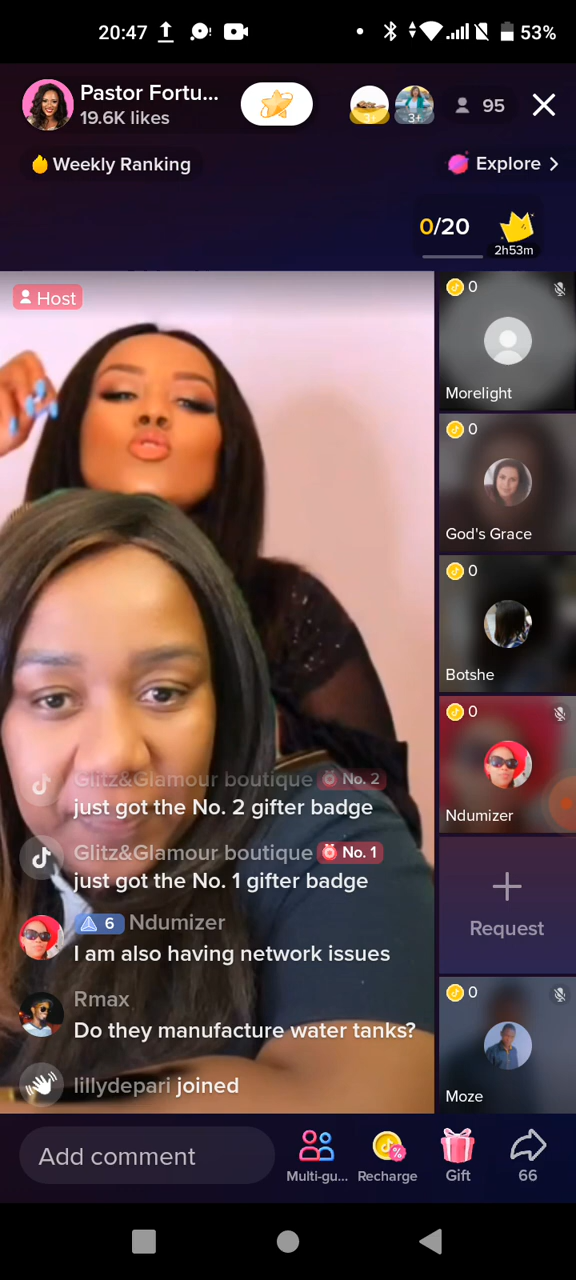 20:47
53%
Pastor Fortu...
19.6K likes
3+
3+
95
Weekly Ranking
Explore
0/20
2h53m
Host
0
Morelight
0
God's Grace
0
Botshe
0
Ndumizer
Request
0
Moze
Glitz&Glamour boutique No. 2
just got the No. 2 gifter badge
Glitz&Glamour boutique No. 1
just got the No. 1 gifter badge
6 Ndumizer
I am also having network issues
Rmax
Do they manufacture water tanks?
lillydepari joined
Add comment
Multi-gu...
Recharge
Gift
66